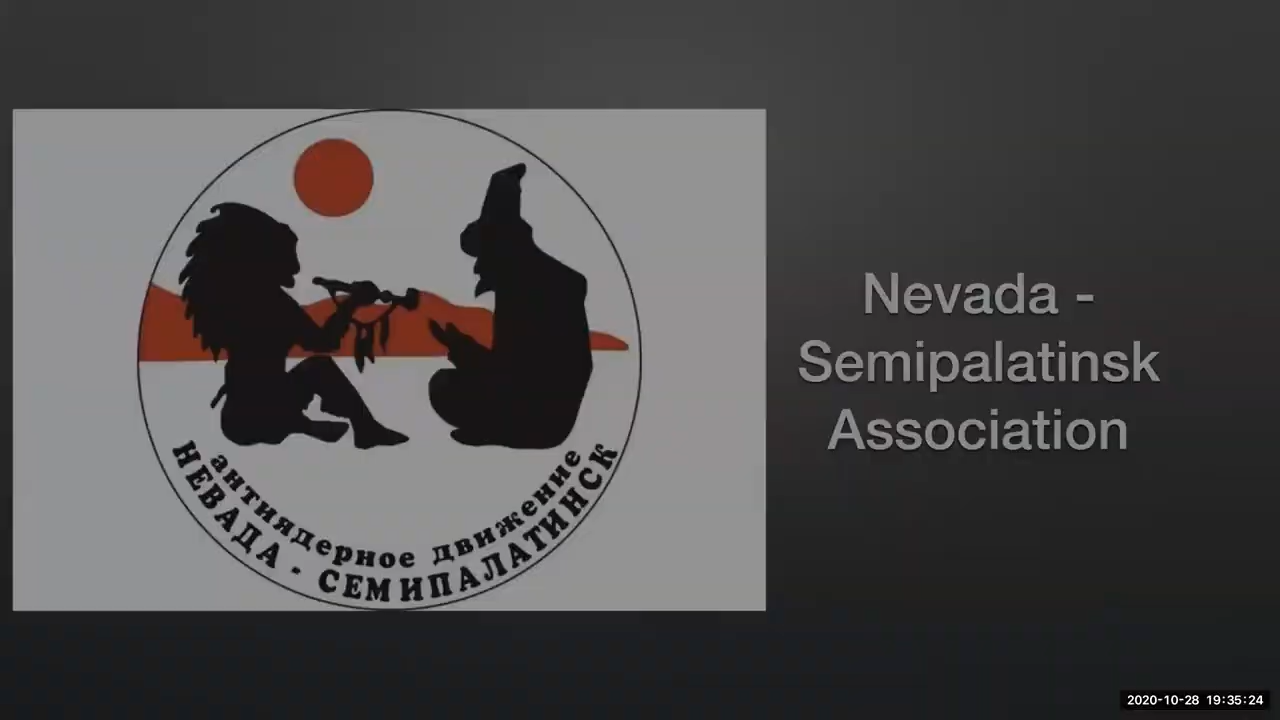 антиядерное движение
НЕВАДА - СЕМИПАЛАТИНСК
Nevada -
Semipalatinsk
Association
2020-10-28 19:35:24